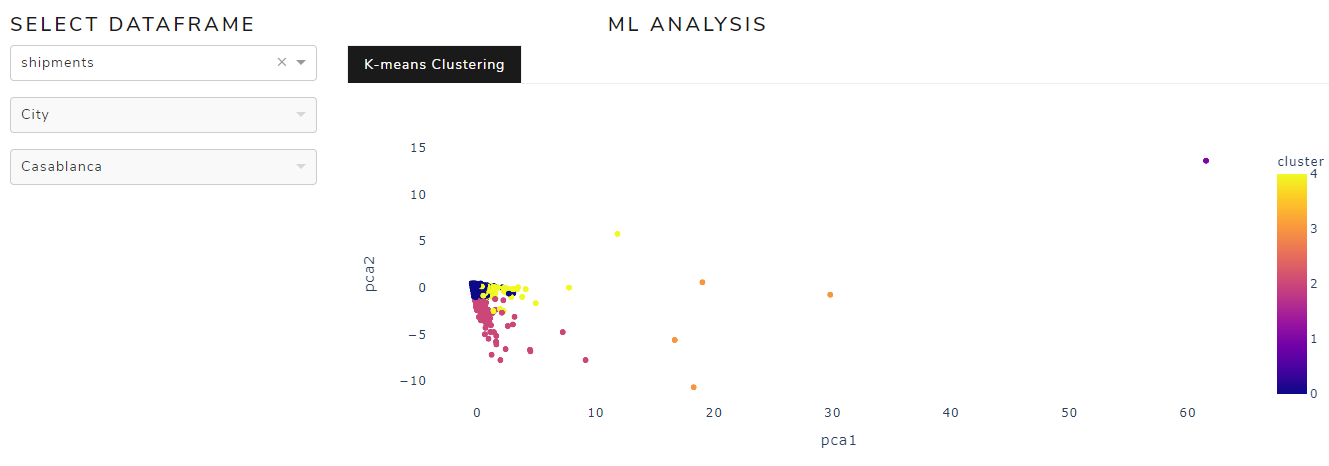 SELECT DATAFRAME
ML ANALYSIS
shipments
City
Casablanca
K-means Clustering
15
10
5
0
−5
−10
pca2
0
10
20
30
40
50
60
pca1
cluster
4
3
2
1
0